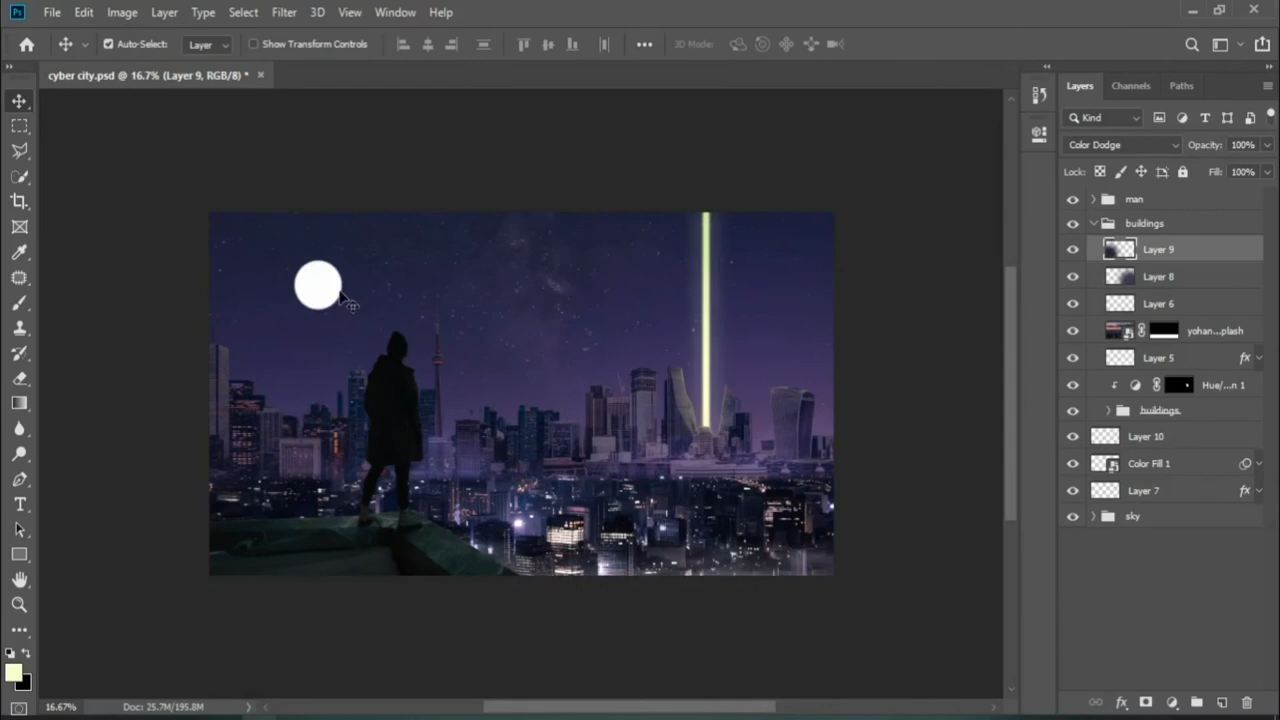 Ps File Edit Image Layer Type Select Filter 3D View Window Help
Auto-Select: Layer Show Transform Controls 3D Mode:
cyber city.psd @ 16.7% (Layer 9, RGB/8) *
Layers Channels Paths
Kind
Color Dodge Opacity: 100%
Lock: Fill: 100%
man
buildings
Layer 9
Layer 8
Layer 6
yohan...plash
Layer 5 fx
Hue/...n 1
buildings
Layer 10
Color Fill 1
Layer 7 fx
sky
16.67% Doc: 25.7M/195.8M
fx